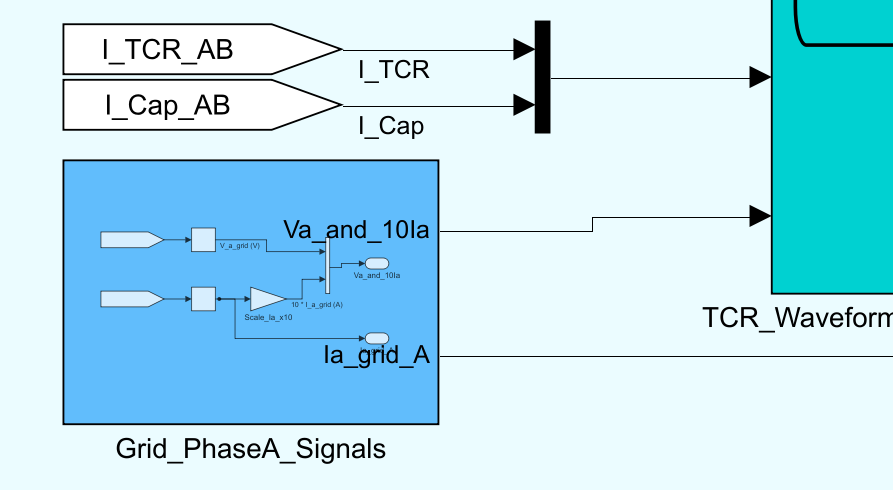 I_TCR_AB
I_TCR
I_Cap_AB
I_Cap
Va_and_10Ia
V_a_grid (V)
Va_and_10Ia
10 * I_a_grid (A)
Scale_Ia_x10
Ia_grid_A
TCR_Waveform
Grid_PhaseA_Signals